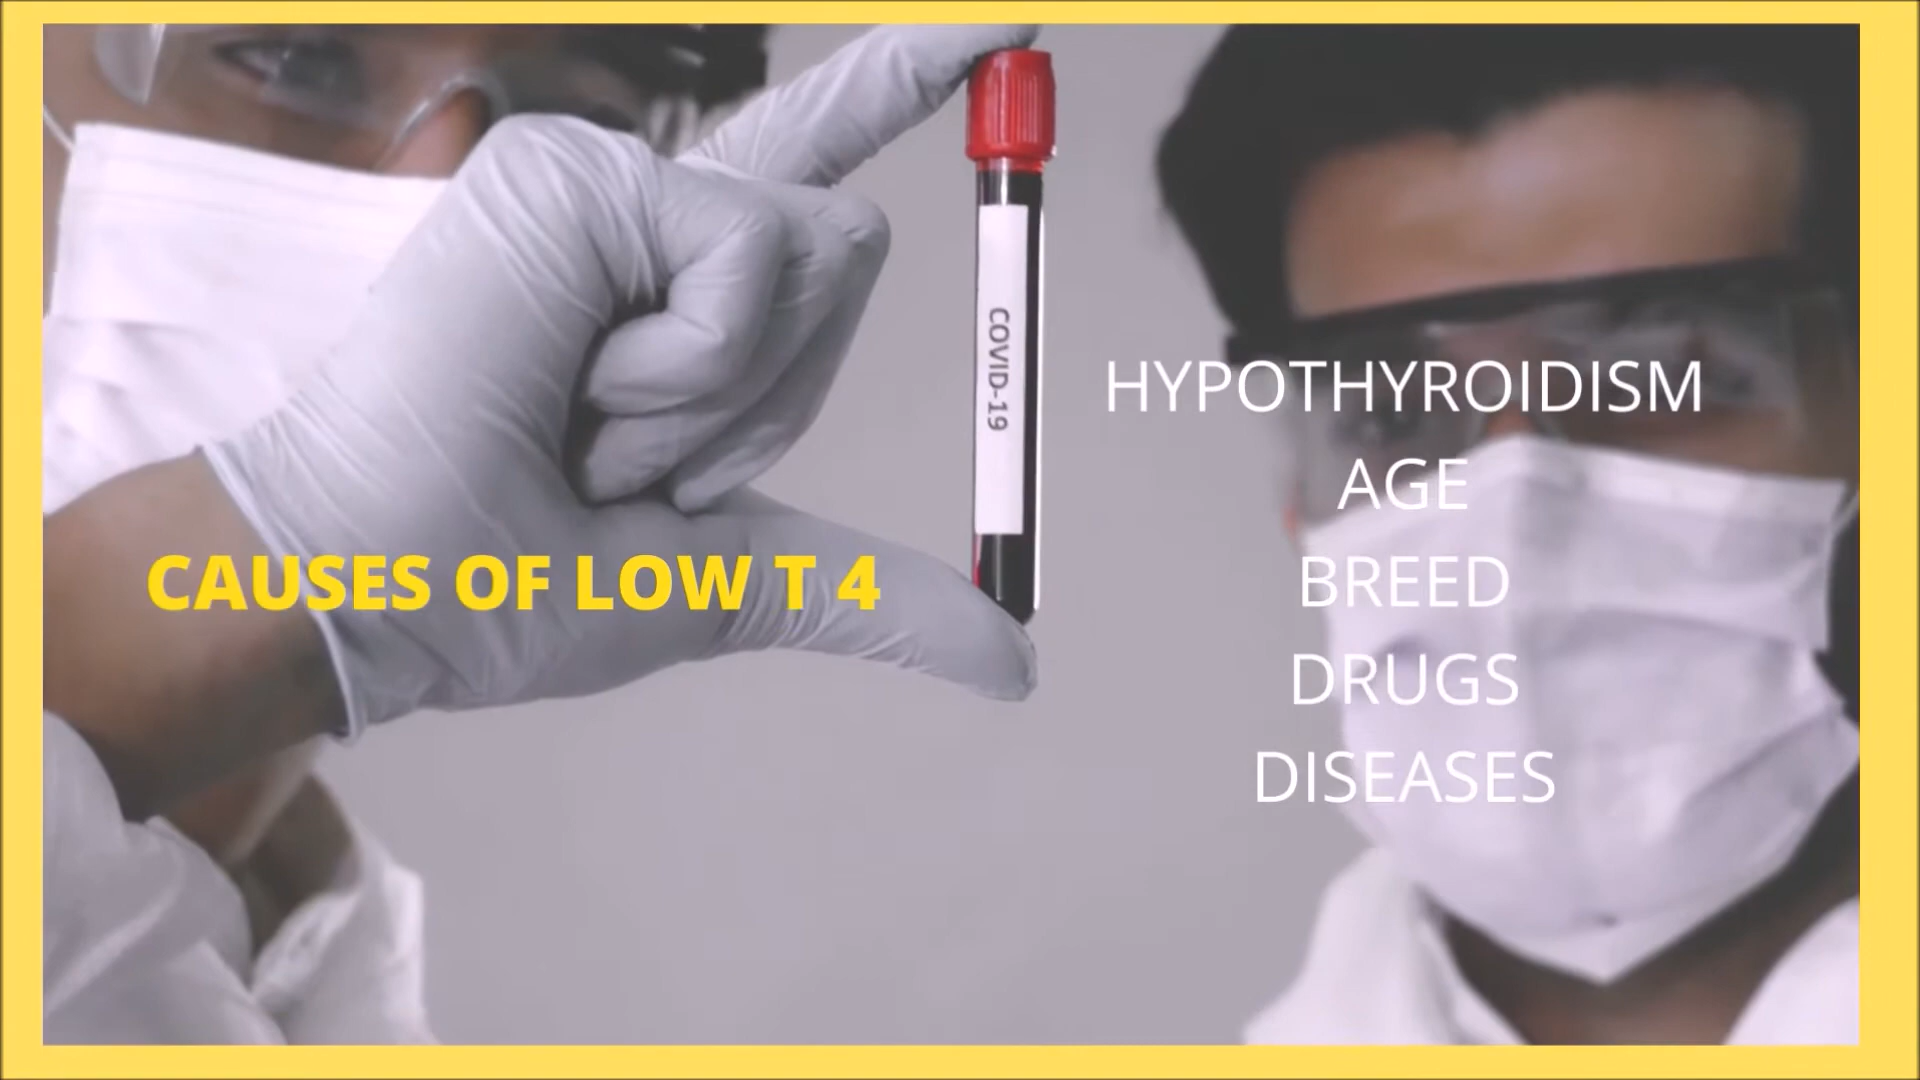 COVID-19
CAUSES OF LOW T 4
HYPOTHYROIDISM
AGE
BREED
DRUGS
DISEASES